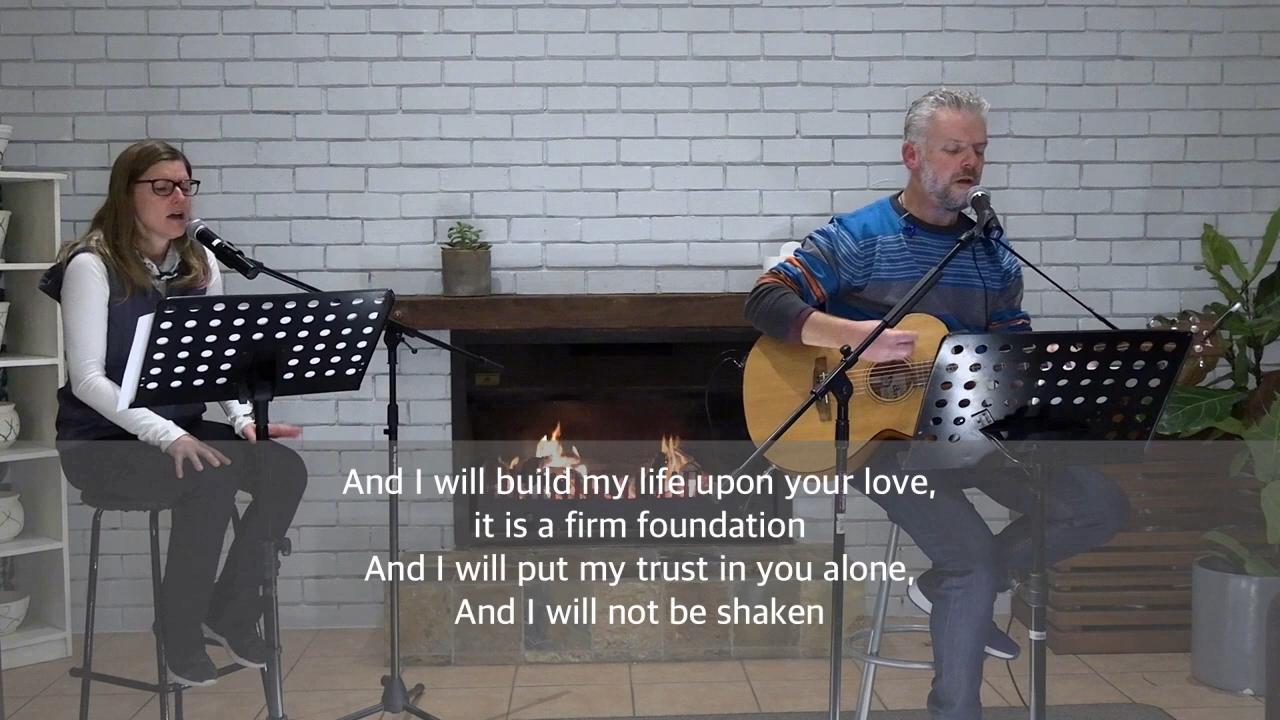 And I will build my life upon your love,
it is a firm foundation
And I will put my trust in you alone,
And I will not be shaken